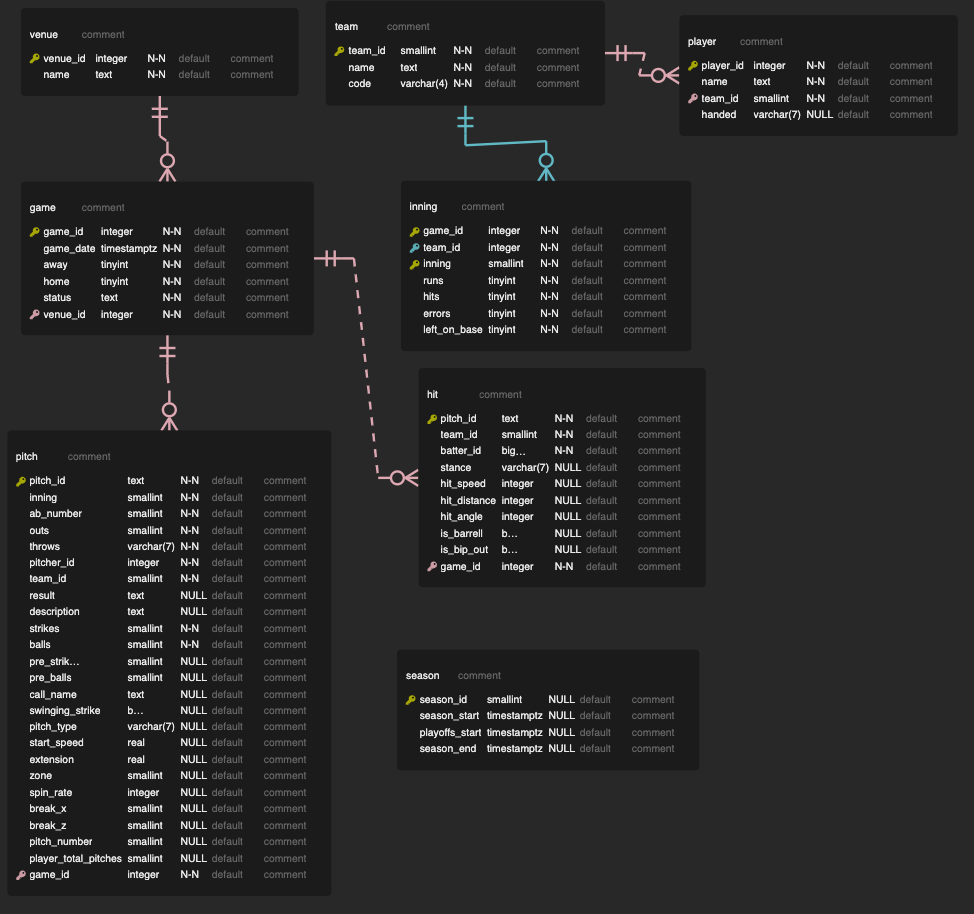 venue comment
venue_id integer N-N default comment
name text N-N default comment
team comment
team_id smallint N-N default comment
name text N-N default comment
code varchar(4) N-N default comment
player comment
player_id integer N-N default comment
name text N-N default comment
team_id smallint N-N default comment
handed varchar(7) NULL default comment
game comment
game_id integer N-N default comment
game_date timestamptz N-N default comment
away tinyint N-N default comment
home tinyint N-N default comment
status text N-N default comment
venue_id integer N-N default comment
inning comment
game_id integer N-N default comment
team_id integer N-N default comment
inning smallint N-N default comment
runs tinyint N-N default comment
hits tinyint N-N default comment
errors tinyint N-N default comment
left_on_base tinyint N-N default comment
hit comment
pitch_id text N-N default comment
team_id smallint N-N default comment
batter_id big... N-N default comment
stance varchar(7) NULL default comment
hit_speed integer NULL default comment
hit_distance integer NULL default comment
hit_angle integer NULL default comment
is_barrell b... NULL default comment
is_bip_out b... NULL default comment
game_id integer N-N default comment
pitch comment
pitch_id text N-N default comment
inning smallint N-N default comment
ab_number smallint N-N default comment
outs smallint N-N default comment
throws varchar(7) N-N default comment
pitcher_id integer N-N default comment
team_id smallint N-N default comment
result text NULL default comment
description text NULL default comment
strikes smallint N-N default comment
balls smallint N-N default comment
pre_strik... smallint NULL default comment
pre_balls smallint NULL default comment
call_name text NULL default comment
swinging_strike b... NULL default comment
pitch_type varchar(7) NULL default comment
start_speed real NULL default comment
extension real NULL default comment
zone smallint NULL default comment
spin_rate integer NULL default comment
break_x smallint NULL default comment
break_z smallint NULL default comment
pitch_number smallint NULL default comment
player_total_pitches smallint NULL default comment
game_id integer N-N default comment
season comment
season_id smallint NULL default comment
season_start timestamptz NULL default comment
playoffs_start timestamptz NULL default comment
season_end timestamptz NULL default comment